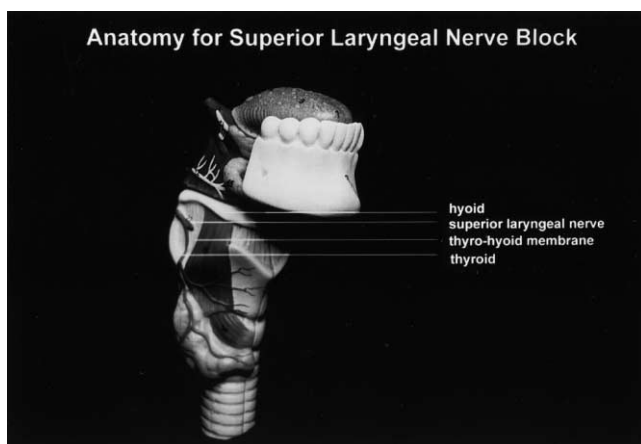 Anatomy for Superior Laryngeal Nerve Block
hyoid
superior laryngeal nerve
thyro-hyoid membrane
thyroid